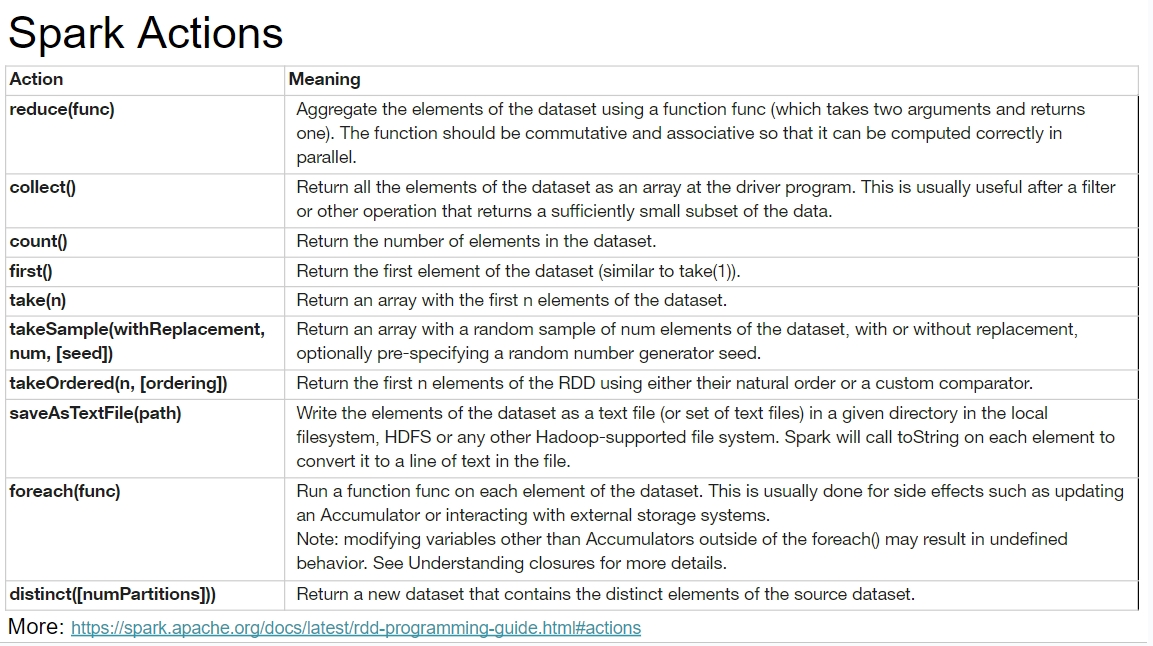 Spark Actions
Action Meaning
reduce(func) Aggregate the elements of the dataset using a function func (which takes two arguments and returns
one). The function should be commutative and associative so that it can be computed correctly in
parallel.
collect() Return all the elements of the dataset as an array at the driver program. This is usually useful after a filter
or other operation that returns a sufficiently small subset of the data.
count() Return the number of elements in the dataset.
first() Return the first element of the dataset (similar to take(1)).
take(n) Return an array with the first n elements of the dataset.
takeSample(withReplacement, Return an array with a random sample of num elements of the dataset, with or without replacement,
num, [seed]) optionally pre-specifying a random number generator seed.
takeOrdered(n, [ordering]) Return the first n elements of the RDD using either their natural order or a custom comparator.
saveAsTextFile(path) Write the elements of the dataset as a text file (or set of text files) in a given directory in the local
filesystem, HDFS or any other Hadoop-supported file system. Spark will call toString on each element to
convert it to a line of text in the file.
foreach(func) Run a function func on each element of the dataset. This is usually done for side effects such as updating
an Accumulator or interacting with external storage systems.
Note: modifying variables other than Accumulators outside of the foreach() may result in undefined
behavior. See Understanding closures for more details.
distinct([numPartitions])) Return a new dataset that contains the distinct elements of the source dataset.
More: https://spark.apache.org/docs/latest/rdd-programming-guide.html#actions